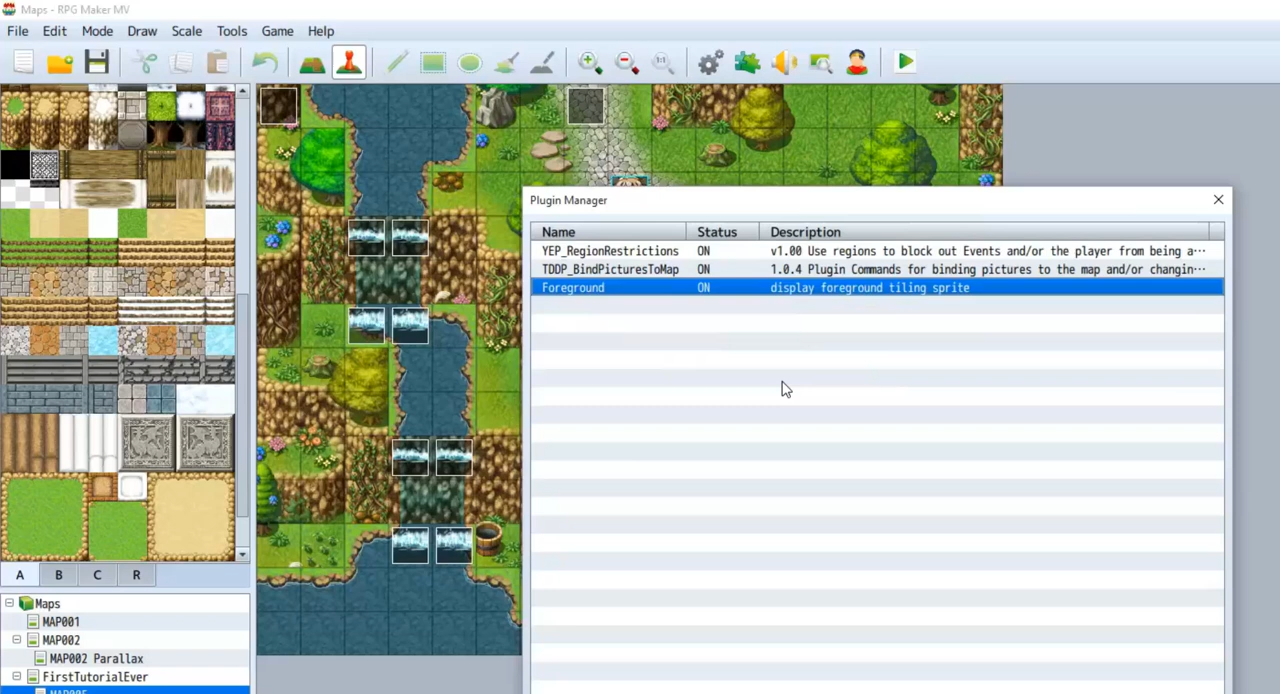 Maps - RPG Maker MV
File Edit Mode Draw Scale Tools Game Help
1:1
Plugin Manager
Name Status Description
YEP_RegionRestrictions ON v1.00 Use regions to block out Events and/or the player from being a···
TDDP_BindPicturesToMap ON 1.0.4 Plugin Commands for binding pictures to the map and/or changin···
Foreground ON display foreground tiling sprite
A B C R
Maps
MAP001
MAP002
MAP002 Parallax
FirstTutorialEver
MAP005